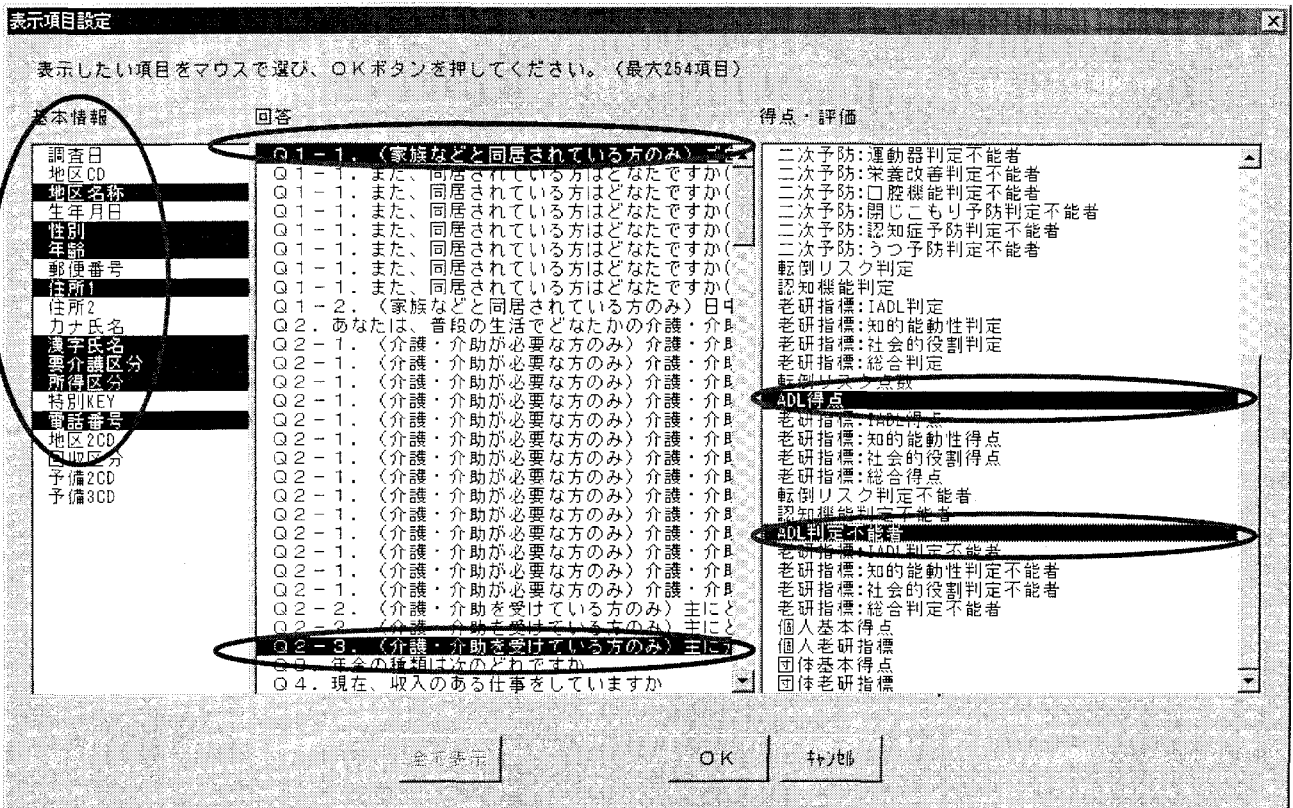 表示項目設定
表示したい項目をマウスで選び、OKボタンを押してください。（最大254項目）
基本情報
調査日
地区CD
地区名称
生年月日
性別
年齢
郵便番号
住所1
住所2
カナ氏名
漢字氏名
要介護区分
所得区分
特別KEY
電話番号
地区2CD
回収区分
予備2CD
予備3CD
回答
Q1－1．（家族などと同居されている方のみ）ご
Q1－1．また、同居されている方はどなたですか(
Q1－1．また、同居されている方はどなたですか(
Q1－1．また、同居されている方はどなたですか(
Q1－1．また、同居されている方はどなたですか(
Q1－1．また、同居されている方はどなたですか(
Q1－1．また、同居されている方はどなたですか(
Q1－1．また、同居されている方はどなたですか(
Q1－2．（家族などと同居されている方のみ）日中
Q2．あなたは、普段の生活でどなたかの介護・介助
Q2－1．（介護・介助が必要な方のみ）介護・介助
Q2－1．（介護・介助が必要な方のみ）介護・介助
Q2－1．（介護・介助が必要な方のみ）介護・介助
Q2－1．（介護・介助が必要な方のみ）介護・介助
Q2－1．（介護・介助が必要な方のみ）介護・介助
Q2－1．（介護・介助が必要な方のみ）介護・介助
Q2－1．（介護・介助が必要な方のみ）介護・介助
Q2－1．（介護・介助が必要な方のみ）介護・介助
Q2－1．（介護・介助が必要な方のみ）介護・介助
Q2－1．（介護・介助が必要な方のみ）介護・介助
Q2－1．（介護・介助が必要な方のみ）介護・介助
Q2－1．（介護・介助が必要な方のみ）介護・介助
Q2－1．（介護・介助が必要な方のみ）介護・介助
Q2－1．（介護・介助が必要な方のみ）介護・介助
Q2－2．（介護・介助を受けている方のみ）主にど
Q2－2．（介護・介助を受けている方のみ）主にど
Q2－3．（介護・介助を受けている方のみ）主に
Q3．年金の種類は次のどれですか
Q4．現在、収入のある仕事をしていますか
得点・評価
二次予防:運動器判定不能者
二次予防:栄養改善判定不能者
二次予防:口腔機能判定不能者
二次予防:閉じこもり予防判定不能者
二次予防:認知症予防判定不能者
二次予防:うつ予防判定不能者
転倒リスク判定
認知機能判定
老研指標:IADL判定
老研指標:知的能動性判定
老研指標:社会的役割判定
老研指標:総合判定
転倒リスク点数
ADL得点
老研指標:IADL得点
老研指標:知的能動性得点
老研指標:社会的役割得点
老研指標:総合得点
転倒リスク判定不能者
認知機能判定不能者
ADL判定不能者
老研指標:IADL判定不能者
老研指標:知的能動性判定不能者
老研指標:社会的役割判定不能者
老研指標:総合判定不能者
個人基本得点
個人老研指標
団体基本得点
団体老研指標
全て表示
OK
ｷｬﾝｾﾙ